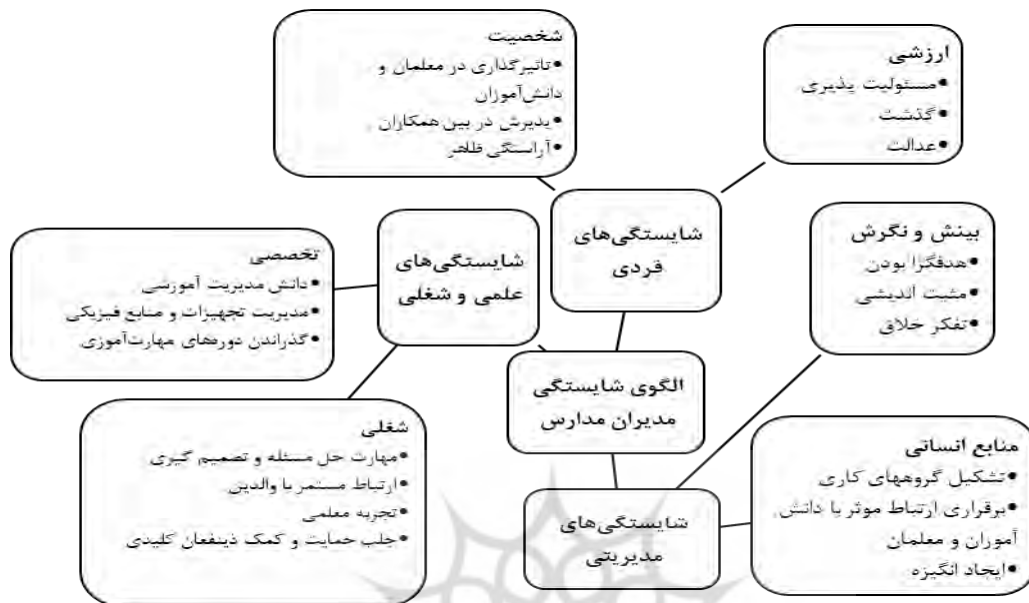 شخصیت
•تاثیرگذاری در معلمان و
دانش‌آموزان
•پذیرش در بین همکاران
•آراستگی ظاهر
ارزشی
•مسئولیت پذیری
•گذشت
•عدالت
شایستگی‌های
فردی
بینش و نگرش
•هدفگرا بودن
•مثبت اندیشی
•تفکر خلاق
شایستگی‌های
علمی و شغلی
تخصصی
•دانش مدیریت آموزشی
•مدیریت تجهیزات و منابع فیزیکی
•گذراندن دوره‌های مهارت‌آموزی
الگوی شایستگی
مدیران مدارس
شغلی
•مهارت حل مسئله و تصمیم گیری
•ارتباط مستمر با والدین
•تجربه معلمی
•جلب حمایت و کمک ذینفعان کلیدی
منابع انسانی
•تشکیل گروههای کاری
•برقراری ارتباط موثر با دانش
آموزان و معلمان
•ایجاد انگیزه
شایستگی‌های
مدیریتی